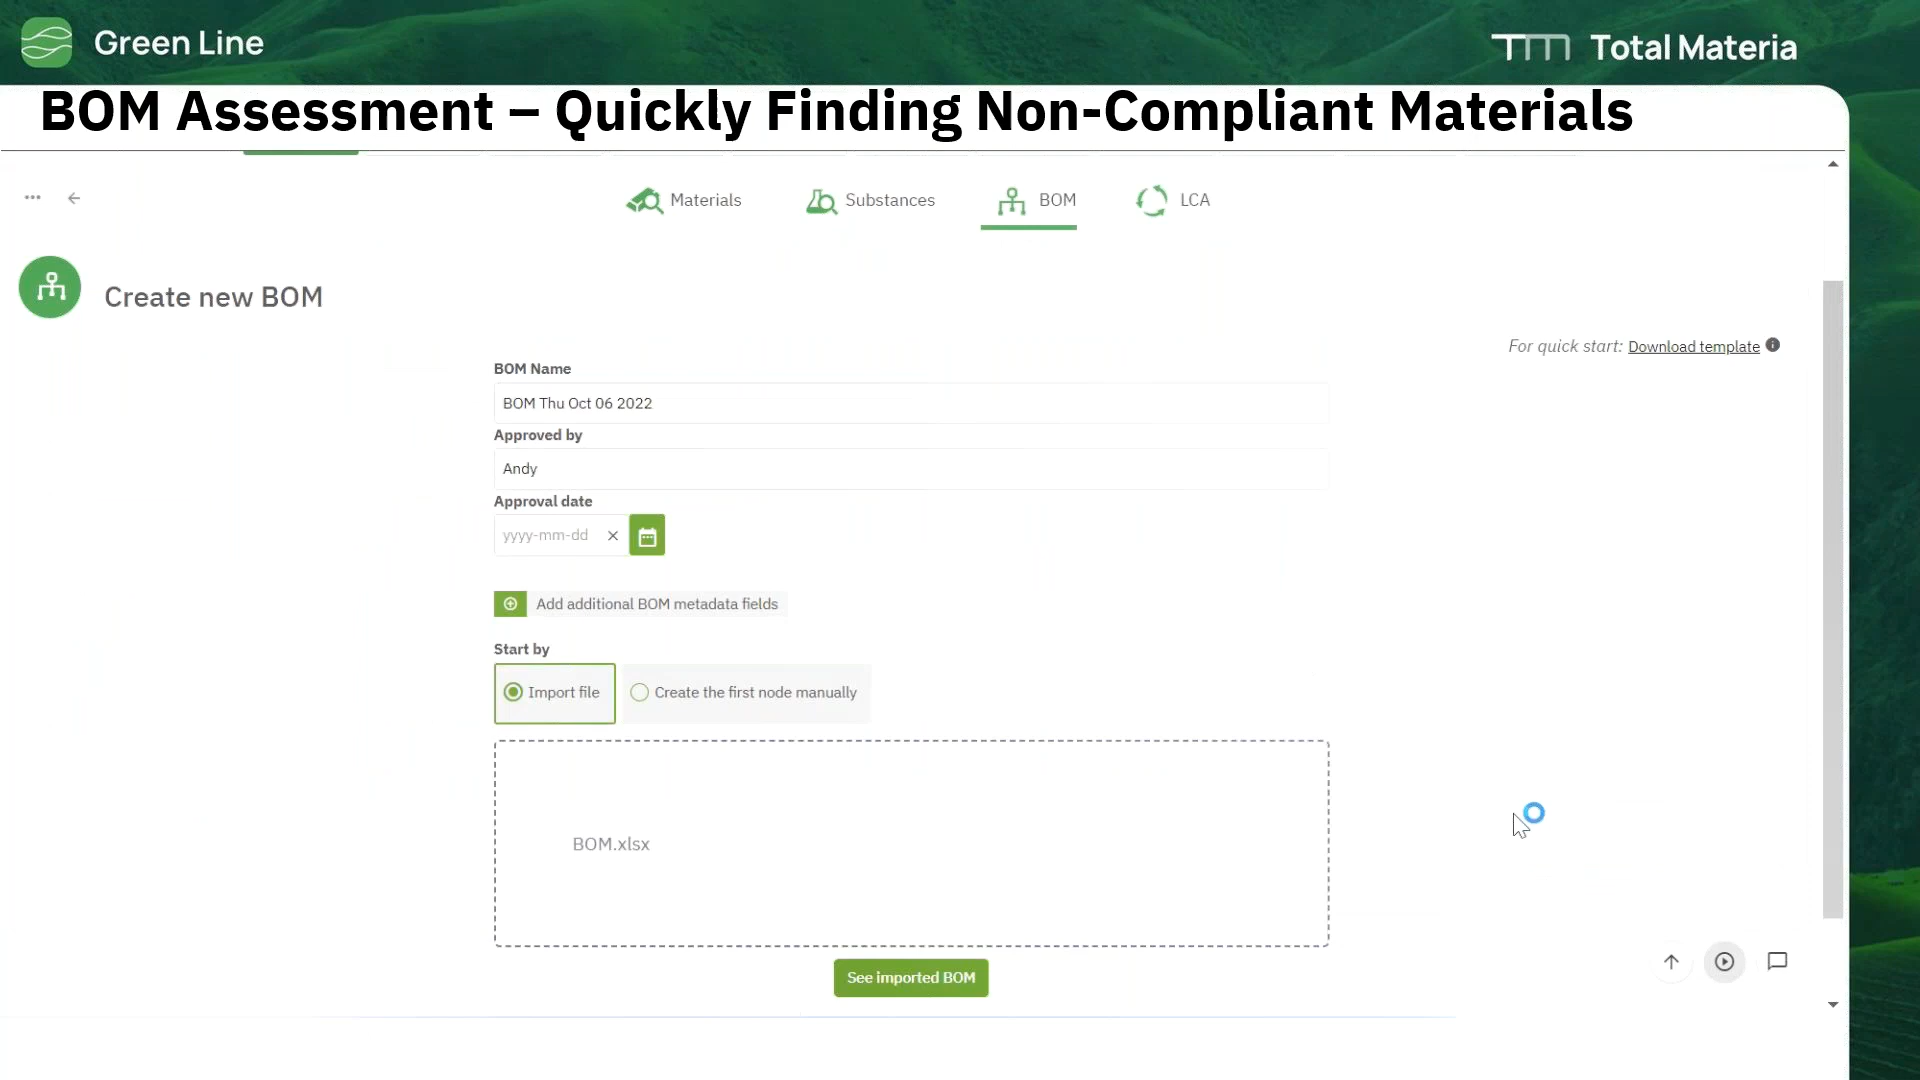 Green Line
TM Total Materia
BOM Assessment – Quickly Finding Non-Compliant Materials
Materials
Substances
BOM
LCA
Create new BOM
For quick start: Download template
BOM Name
BOM Thu Oct 06 2022
Approved by
Andy
Approval date
yyyy-mm-dd
Add additional BOM metadata fields
Start by
Import file
Create the first node manually
BOM.xlsx
See imported BOM